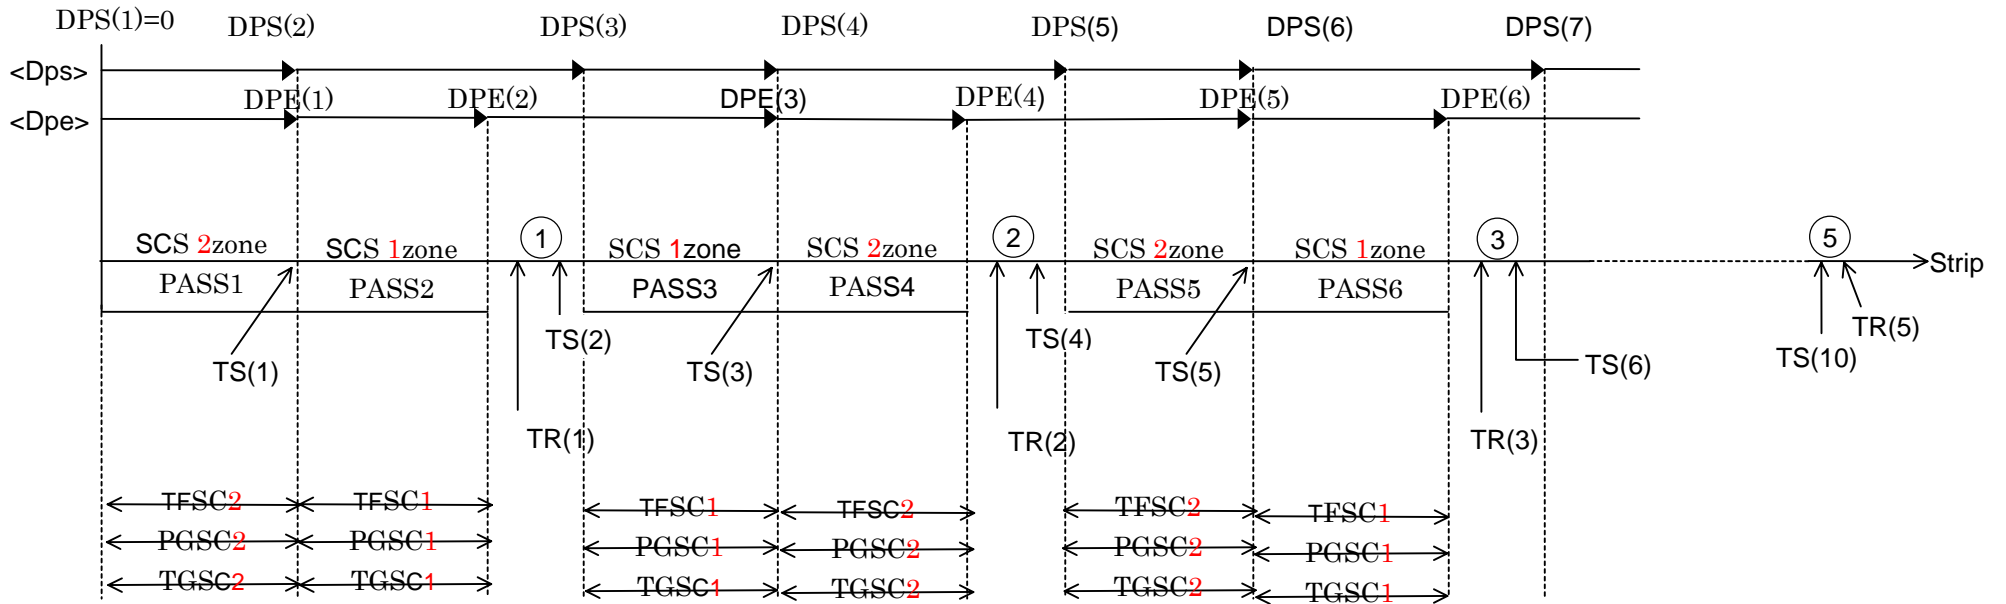 DPS(1)=0 DPS(2) DPS(3) DPS(4) DPS(5) DPS(6) DPS(7)
<Dps>
DPE(1) DPE(2) DPE(3) DPE(4) DPE(5) DPE(6)
<Dpe>
SCS 2zone SCS 1zone 1 SCS 1zone SCS 2zone 2 SCS 2zone SCS 1zone 3 5
Strip
PASS1 PASS2 PASS3 PASS4 PASS5 PASS6
TS(2) TS(4) TR(5)
TS(1) TS(3) TS(5) TS(6) TS(10)
TR(1) TR(2) TR(3)
TFSC2 TFSC1 TFSC1 TFSC2 TFSC2 TFSC1
PGSC2 PGSC1 PGSC1 PGSC2 PGSC2 PGSC1
TGSC2 TGSC1 TGSC1 TGSC2 TGSC2 TGSC1